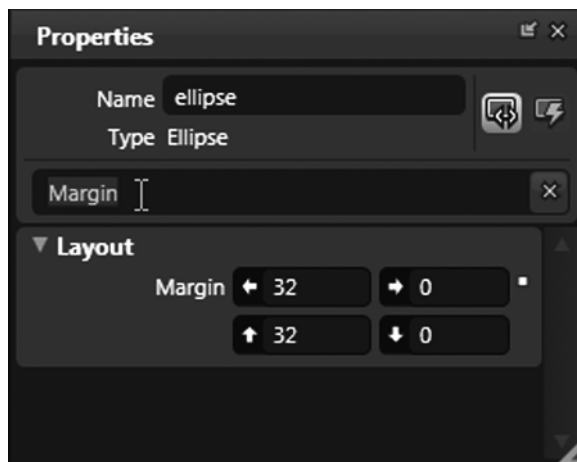 Properties
Name ellipse
Type Ellipse
Margin
Layout
Margin 32 0
32 0